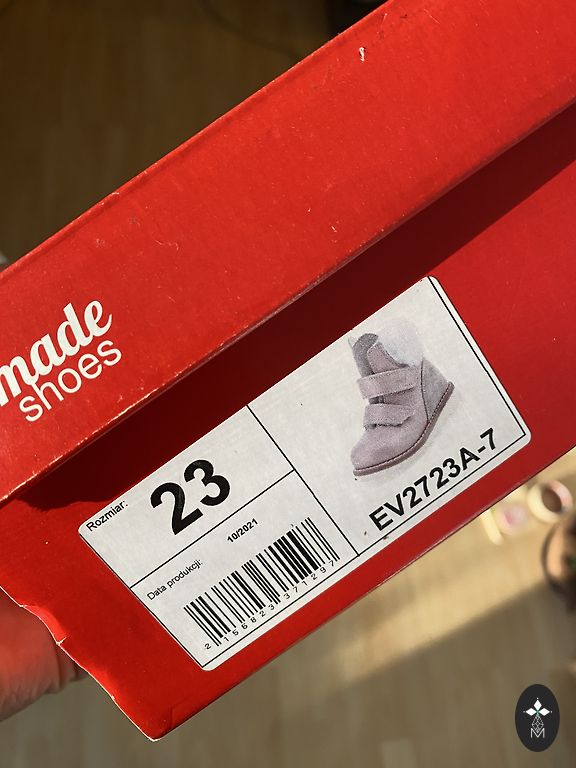 made
shoes
Rozmiar:
23
Data produkcji:
10/2021
EV2723A-7
M